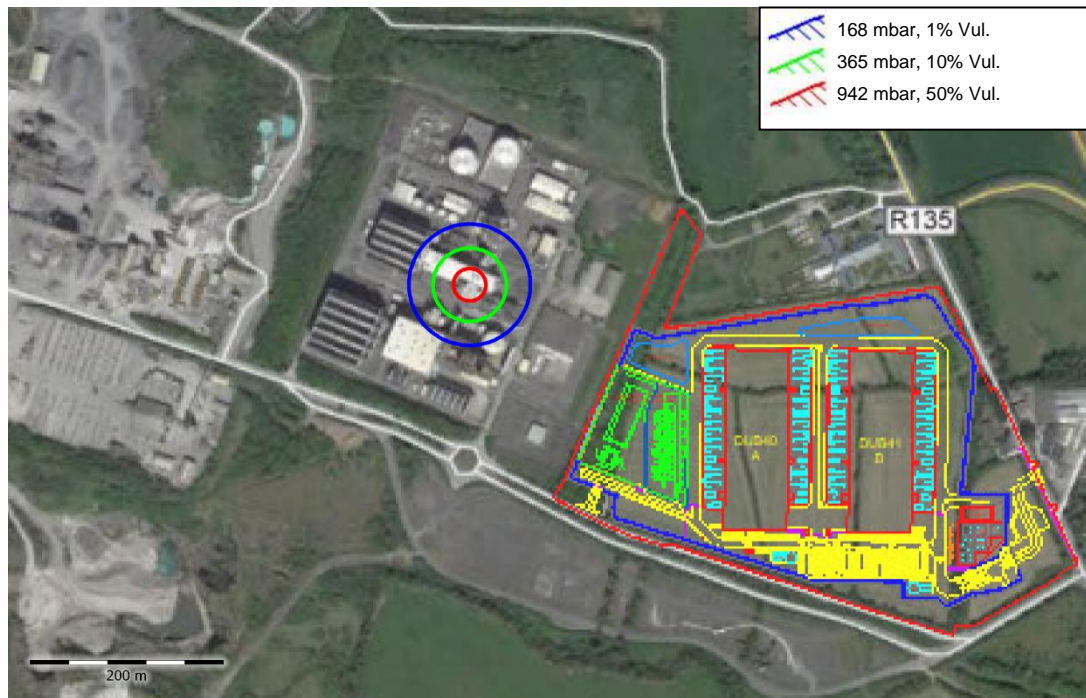 168 mbar, 1% Vul.
365 mbar, 10% Vul.
942 mbar, 50% Vul.
R135
DUB40
A
DUB41
B
200 m